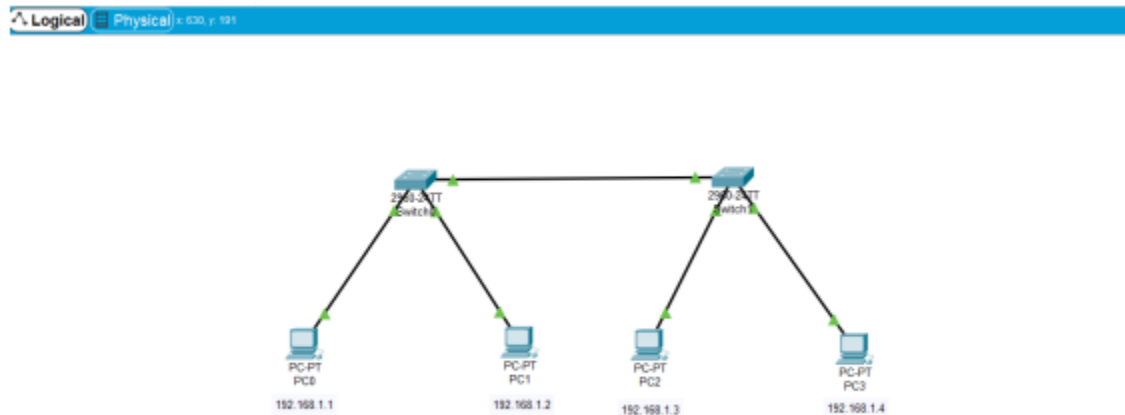 Logical Physical x: 630, y: 191
2960-24TT
Switch0
2960-24TT
Switch1
PC-PT
PC0
PC-PT
PC1
PC-PT
PC2
PC-PT
PC3
192.168.1.1
192.168.1.2
192.168.1.3
192.168.1.4